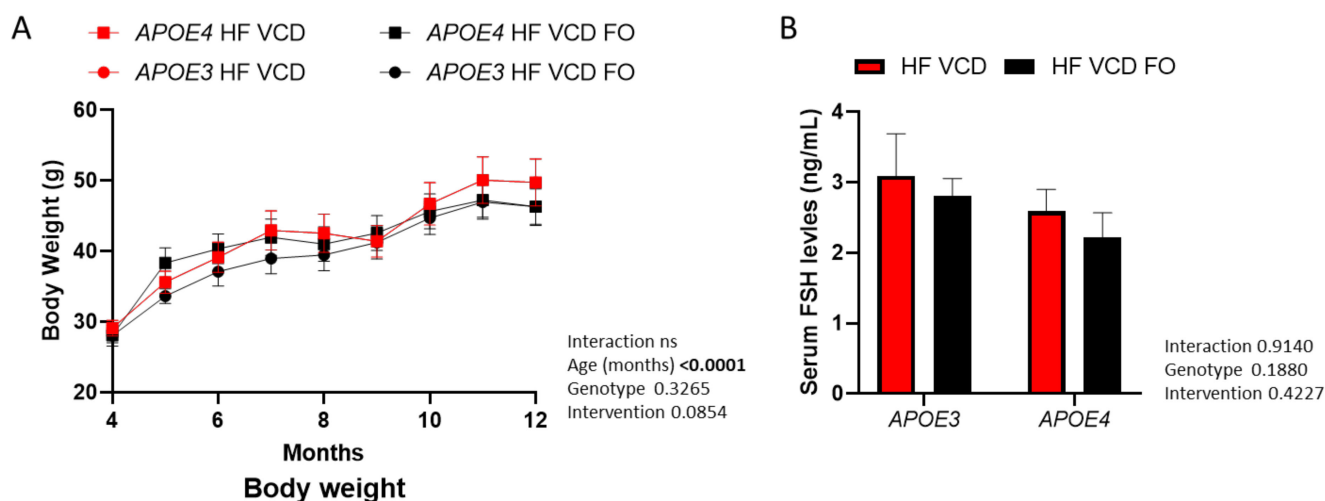 A
APOE4 HF VCD
APOE4 HF VCD FO
APOE3 HF VCD
APOE3 HF VCD FO
60
50
40
30
20
Body Weight (g)
4
6
8
10
12
Months
Body weight
Interaction ns
Age (months) <0.0001
Genotype 0.3265
Intervention 0.0854
B
HF VCD
HF VCD FO
4
3
2
1
0
Serum FSH levles (ng/mL)
APOE3
APOE4
Interaction 0.9140
Genotype 0.1880
Intervention 0.4227